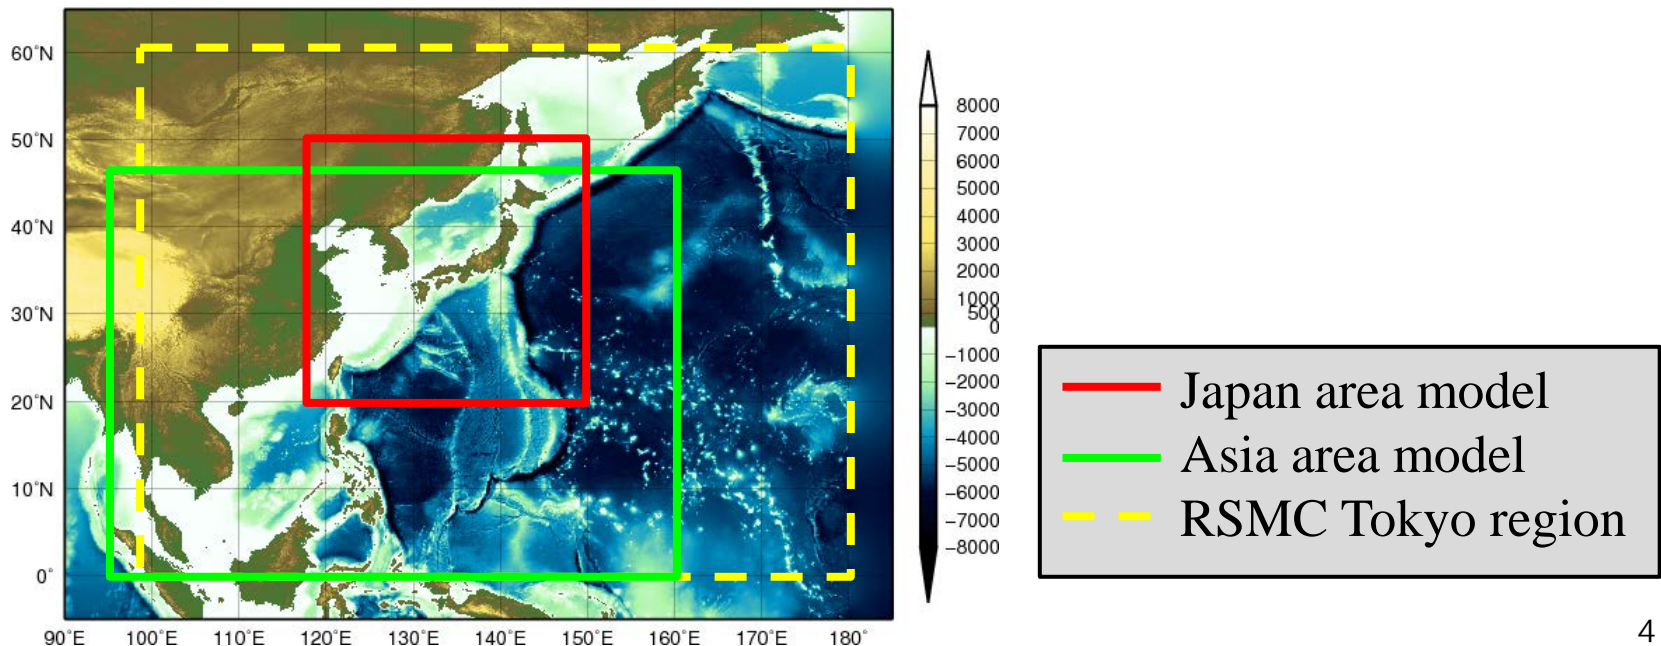 60°N
50°N
40°N
30°N
20°N
10°N
0°
90°E 100°E 110°E 120°E 130°E 140°E 150°E 160°E 170°E 180°
8000
7000
6000
5000
4000
3000
2000
1000
500
0
−1000
−2000
−3000
−4000
−5000
−6000
−7000
−8000
Japan area model
Asia area model
RSMC Tokyo region
4